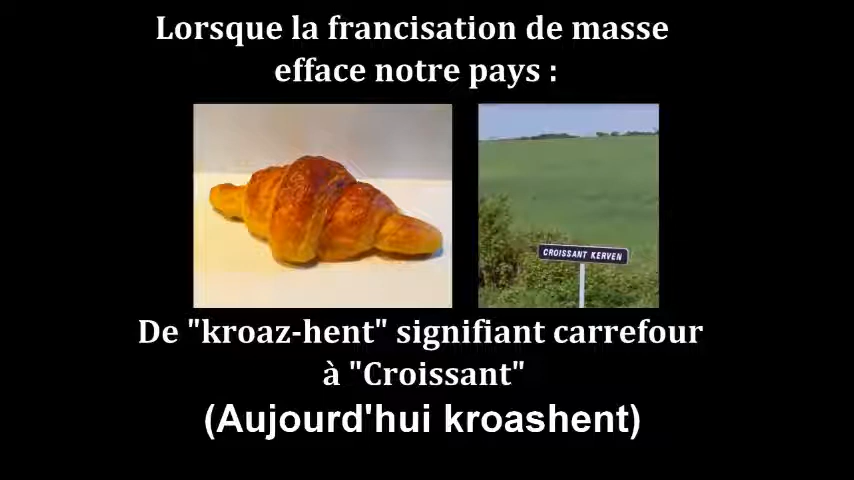 Lorsque la francisation de masse
efface notre pays :
CROISSANT KERVEN
De "kroaz-hent" signifiant carrefour
à "Croissant"
(Aujourd'hui kroashent)